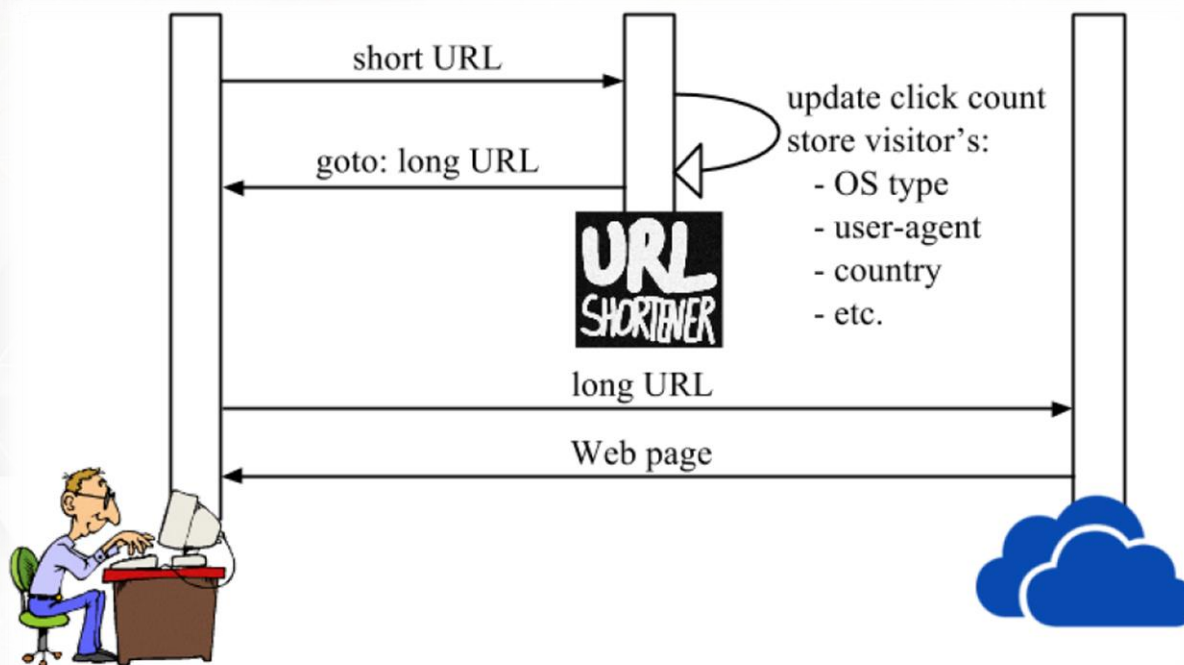 short URL
update click count
store visitor's:
- OS type
- user-agent
- country
- etc.
goto: long URL
URL
SHORTENER
long URL
Web page